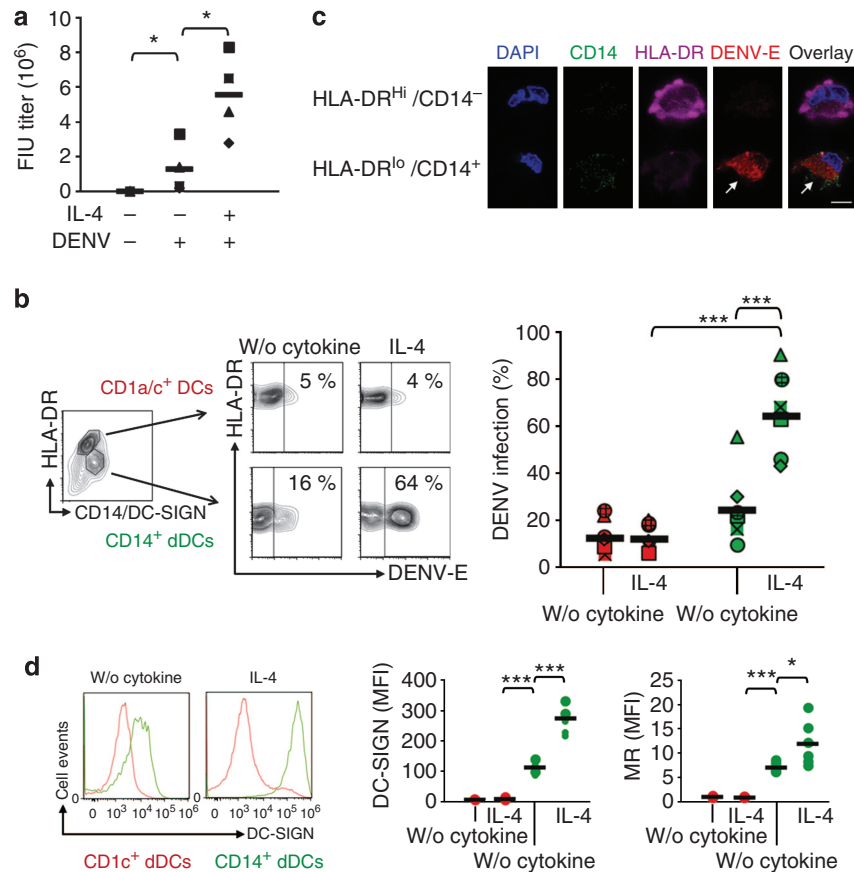 a
FIU titer (10⁶)
10
8
6
4
2
0
IL-4 – – +
DENV – + +
*
*
c
DAPI CD14 HLA-DR DENV-E Overlay
HLA-DRᴴⁱ /CD14⁻
HLA-DRˡᵒ /CD14⁺
b
W/o cytokine IL-4
CD1a/c⁺ DCs
HLA-DR
CD14/DC-SIGN
CD14⁺ dDCs
HLA-DR
5 % 4 %
16 % 64 %
DENV-E
DENV infection (%)
100
80
60
40
20
0
***
***
IL-4 IL-4
W/o cytokine W/o cytokine
d
W/o cytokine IL-4
Cell events
0 10³ 10⁴ 10⁵ 10⁶ 0 10³ 10⁴ 10⁵ 10⁶
0
DC-SIGN
CD1c⁺ dDCs CD14⁺ dDCs
DC-SIGN (MFI)
400
300
200
100
0
*** ***
IL-4 IL-4
W/o cytokine
W/o cytokine
MR (MFI)
25
20
15
10
5
0
*** *
IL-4 IL-4
W/o cytokine
W/o cytokine